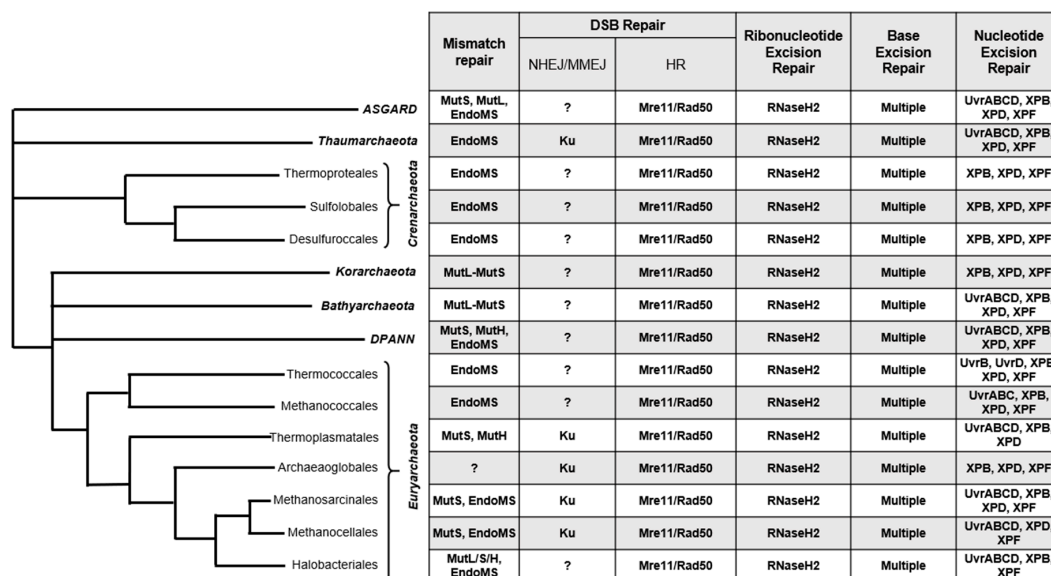 Mismatch repair
DSB Repair
NHEJ/MMEJ
HR
Ribonucleotide Excision Repair
Base Excision Repair
Nucleotide Excision Repair
ASGARD
MutS, MutL, EndoMS
?
Mre11/Rad50
RNaseH2
Multiple
UvrABCD, XPB, XPD, XPF
Thaumarchaeota
EndoMS
Ku
Mre11/Rad50
RNaseH2
Multiple
UvrABCD, XPB, XPD, XPF
Crenarchaeota
Thermoproteales
EndoMS
?
Mre11/Rad50
RNaseH2
Multiple
XPB, XPD, XPF
Sulfolobales
EndoMS
?
Mre11/Rad50
RNaseH2
Multiple
XPB, XPD, XPF
Desulfuroccales
EndoMS
?
Mre11/Rad50
RNaseH2
Multiple
XPB, XPD, XPF
Korarchaeota
MutL-MutS
?
Mre11/Rad50
RNaseH2
Multiple
XPB, XPD, XPF
Bathyarchaeota
MutL-MutS
?
Mre11/Rad50
RNaseH2
Multiple
UvrABCD, XPB, XPD, XPF
DPANN
MutS, MutH, EndoMS
?
Mre11/Rad50
RNaseH2
Multiple
UvrABCD, XPB, XPD, XPF
Euryarchaeota
Thermococcales
EndoMS
?
Mre11/Rad50
RNaseH2
Multiple
UvrB, UvrD, XPB, XPD, XPF
Methanococcales
EndoMS
?
Mre11/Rad50
RNaseH2
Multiple
UvrABC, XPB, XPD, XPF
Thermoplasmatales
MutS, MutH
Ku
Mre11/Rad50
RNaseH2
Multiple
UvrABCD, XPB, XPD
Archaeaoglobales
?
Ku
Mre11/Rad50
RNaseH2
Multiple
XPB, XPD, XPF
Methanosarcinales
MutS, EndoMS
Ku
Mre11/Rad50
RNaseH2
Multiple
UvrABCD, XPB, XPD, XPF
Methanocellales
MutS, EndoMS
Ku
Mre11/Rad50
RNaseH2
Multiple
UvrABCD, XPD, XPF
Halobacteriales
MutL/S/H, EndoMS
?
Mre11/Rad50
RNaseH2
Multiple
UvrABCD, XPB, XPF